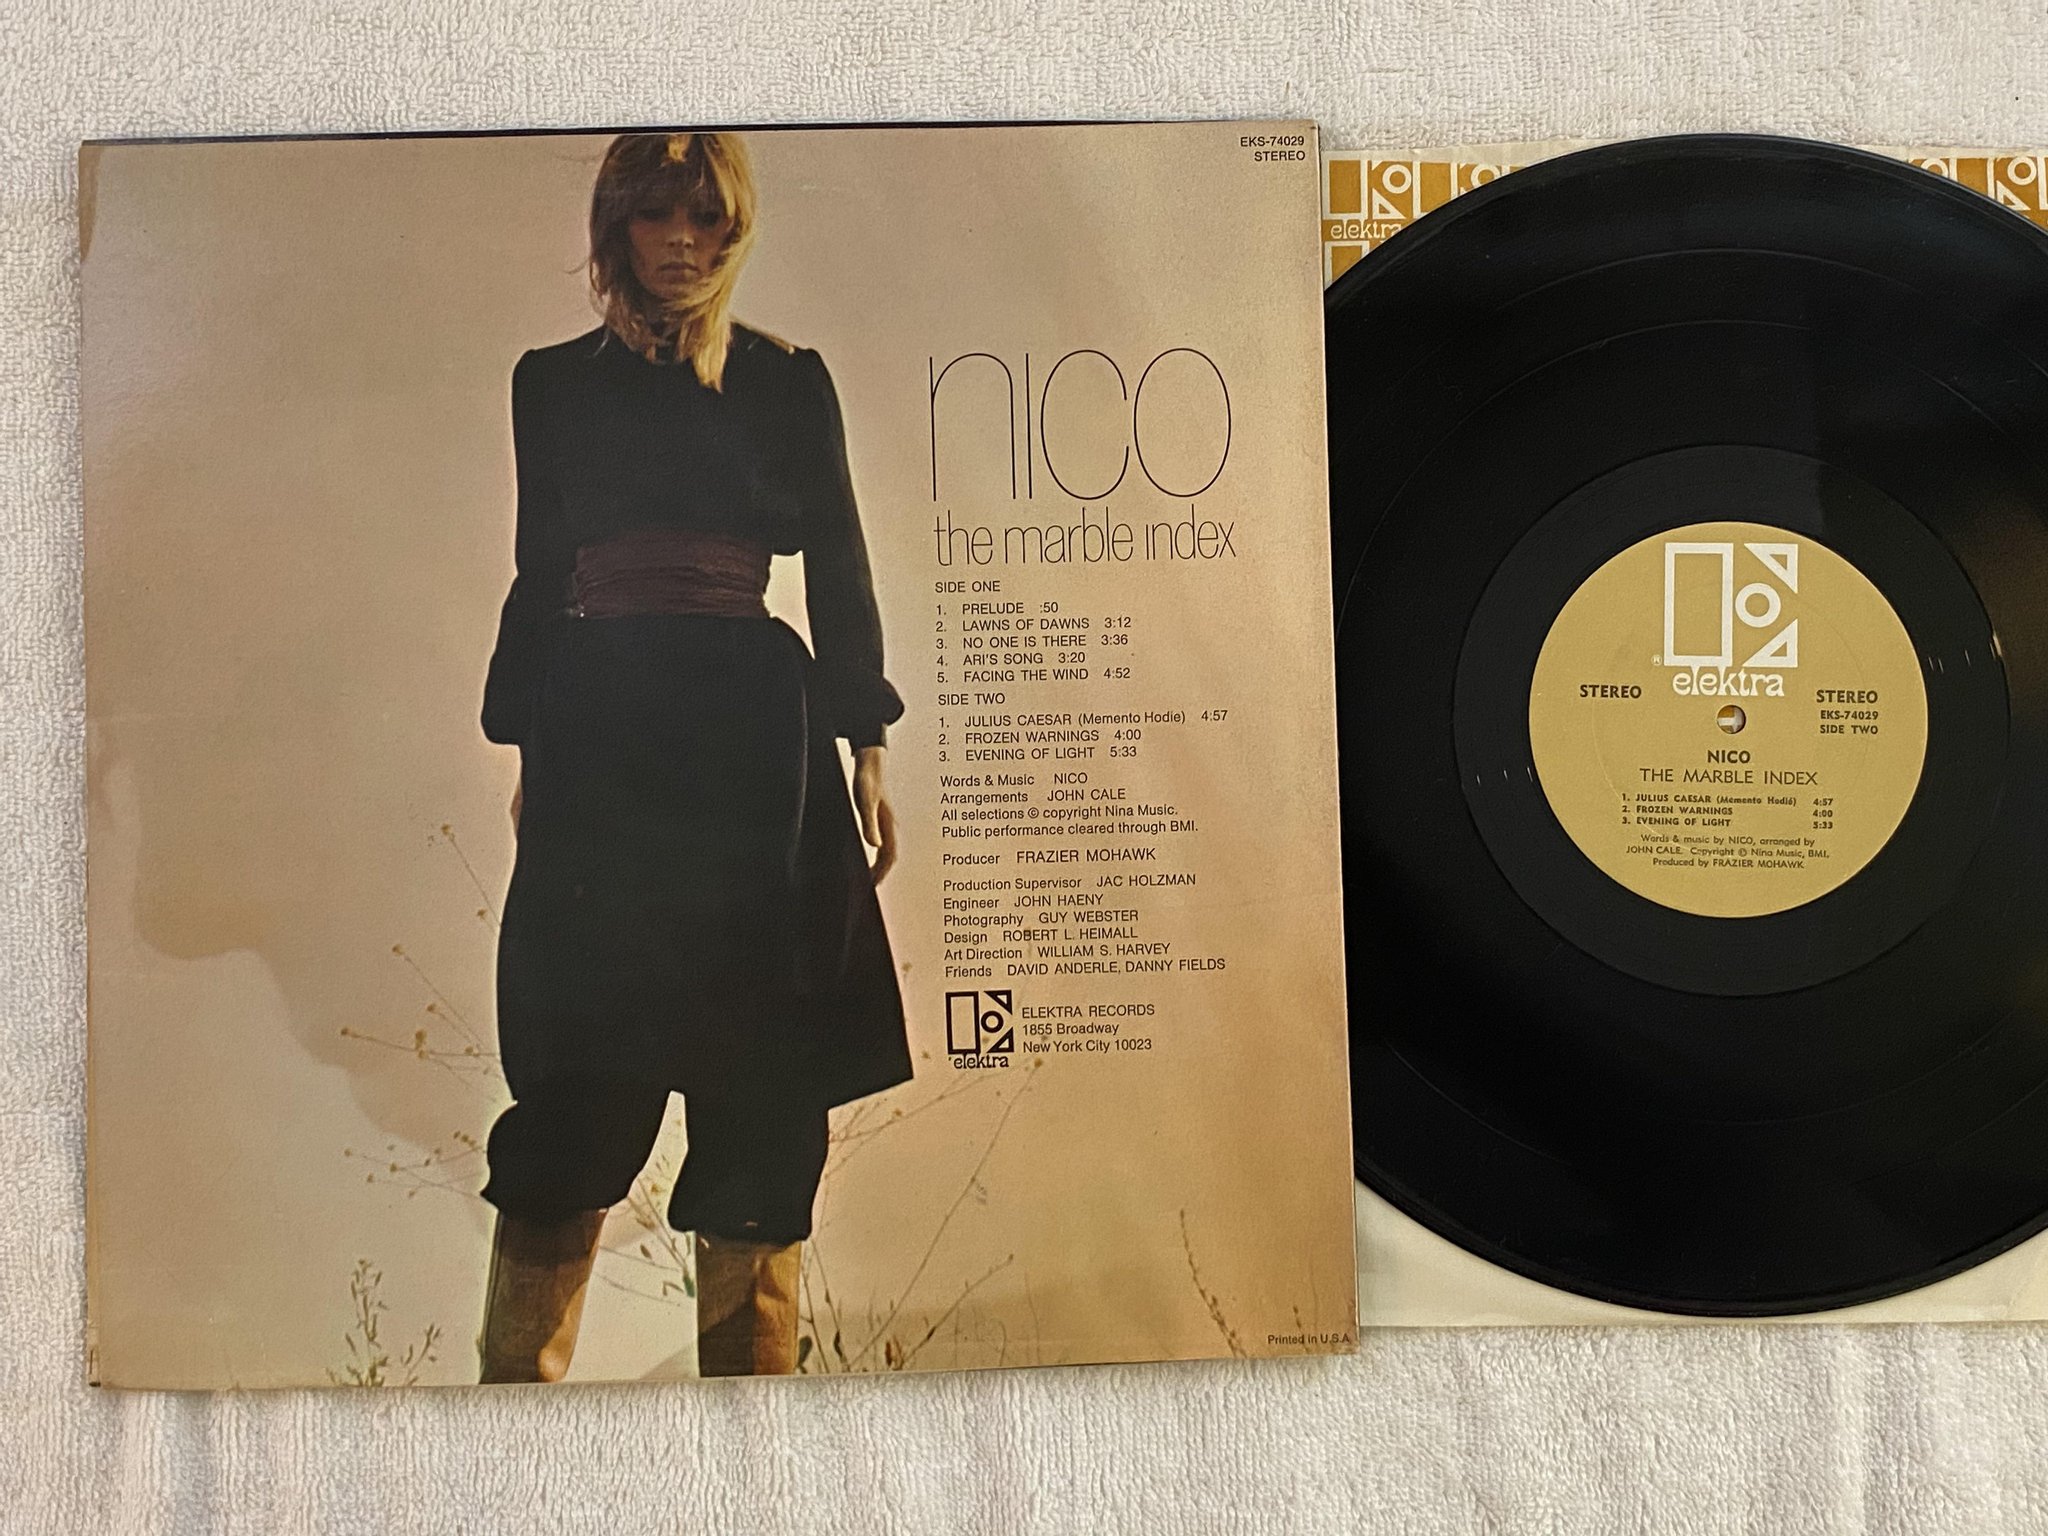 EKS-74029
STEREO
nico
the marble index
SIDE ONE
1. PRELUDE :50
2. LAWNS OF DAWNS 3:12
3. NO ONE IS THERE 3:36
4. ARI'S SONG 3:20
5. FACING THE WIND 4:52
SIDE TWO
1. JULIUS CAESAR (Memento Hodie) 4:57
2. FROZEN WARNINGS 4:00
3. EVENING OF LIGHT 5:33
Words & Music NICO
Arrangements JOHN CALE
All selections © copyright Nina Music.
Public performance cleared through BMI.
Producer FRAZIER MOHAWK
Production Supervisor JAC HOLZMAN
Engineer JOHN HAENY
Photography GUY WEBSTER
Design ROBERT L. HEIMALL
Art Direction WILLIAM S. HARVEY
Friends DAVID ANDERLE, DANNY FIELDS
elektra
ELEKTRA RECORDS
1855 Broadway
New York City 10023
Printed in U.S.A
elektra
® elektra
STEREO STEREO
EKS-74029
SIDE TWO
NICO
THE MARBLE INDEX
1. JULIUS CAESAR (Memento Hodié) 4:57
2. FROZEN WARNINGS 4:00
3. EVENING OF LIGHT 5:33
Words & music by NICO, arranged by
JOHN CALE. Copyright © Nina Music, BMI.
Produced by FRAZIER MOHAWK